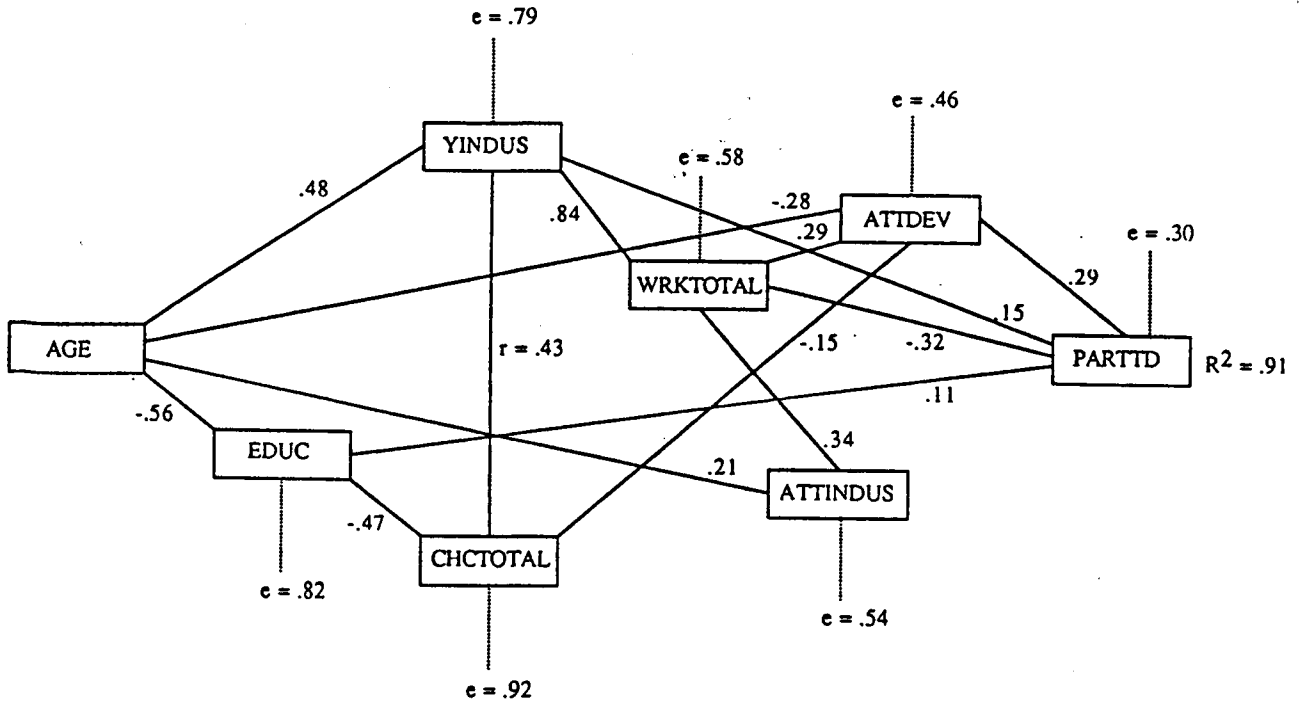 e = .79
e = .46
YINDUS
e = .58
.48
-.28
ATTDEV
.84
.29
e = .30
WRKTOTAL
.29
.15
AGE
r = .43
-.15
-.32
PARTTD
R² = .91
-.56
.11
EDUC
.34
.21
ATTINDUS
-.47
CHCTOTAL
e = .82
e = .54
e = .92